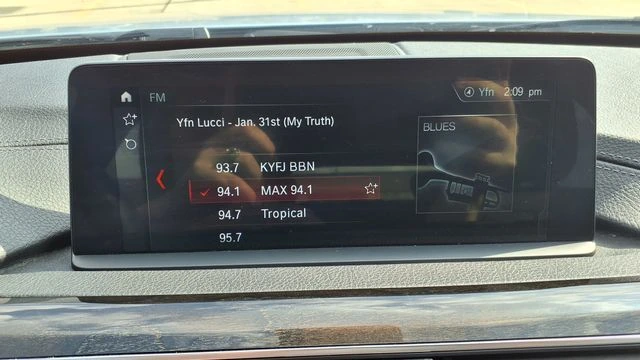 FM
4 Yfn 2:09 pm
Yfn Lucci - Jan. 31st (My Truth)
BLUES
93.7 KYFJ BBN
94.1 MAX 94.1
94.7 Tropical
95.7